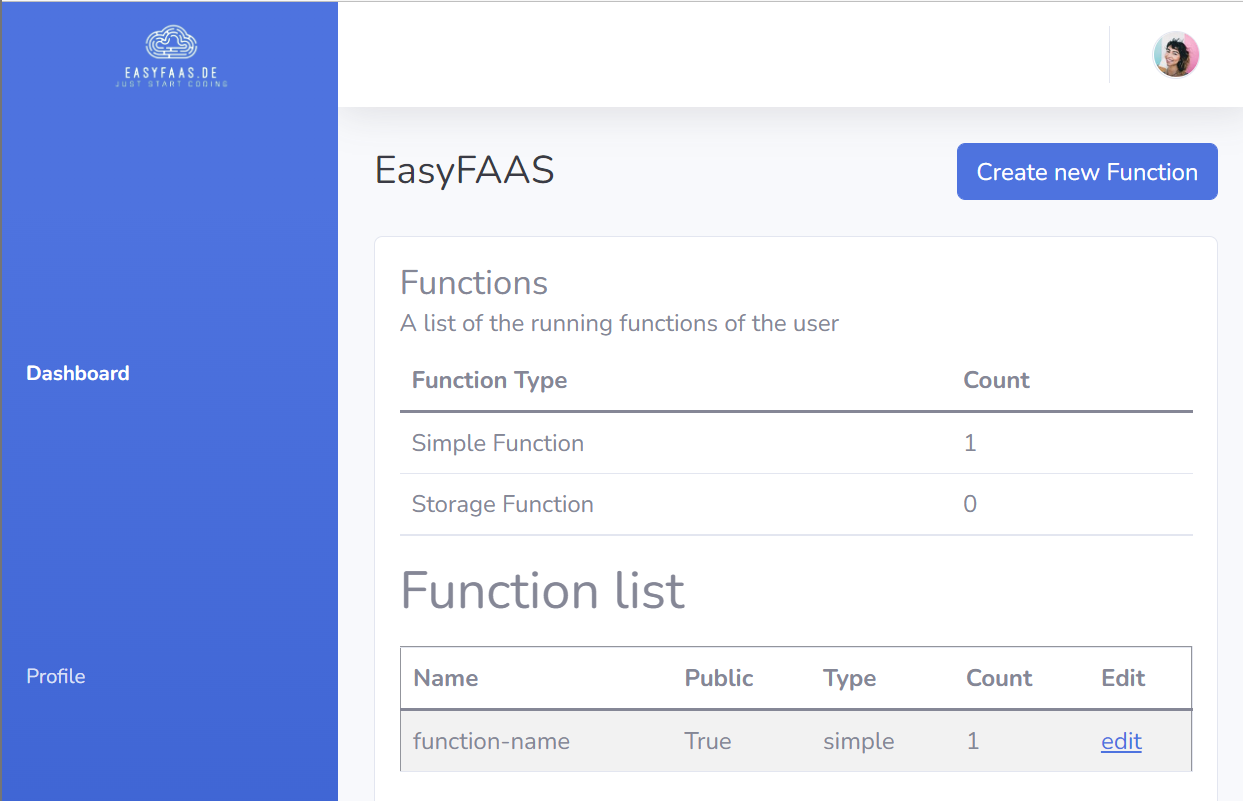 EASYFAAS.DE
JUST START CODING
Dashboard
Profile
EasyFAAS
Create new Function
Functions
A list of the running functions of the user
Function Type Count
Simple Function 1
Storage Function 0
Function list
Name Public Type Count Edit
function-name True simple 1 edit